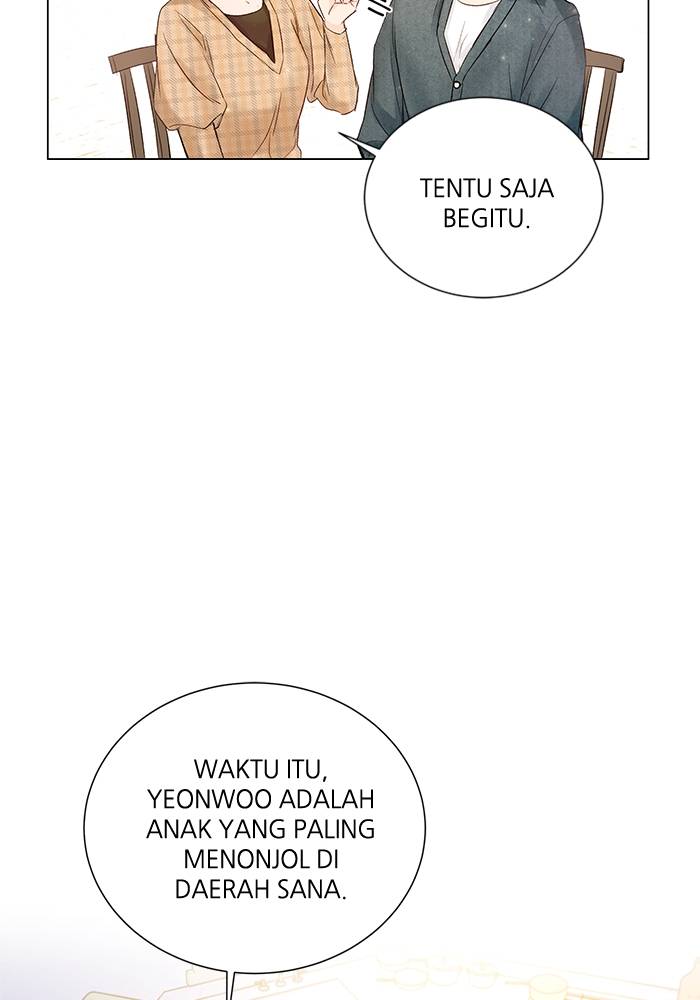 TENTU SAJA
BEGITU.
WAKTU ITU,
YEONWOO ADALAH
ANAK YANG PALING
MENONJOL DI
DAERAH SANA.